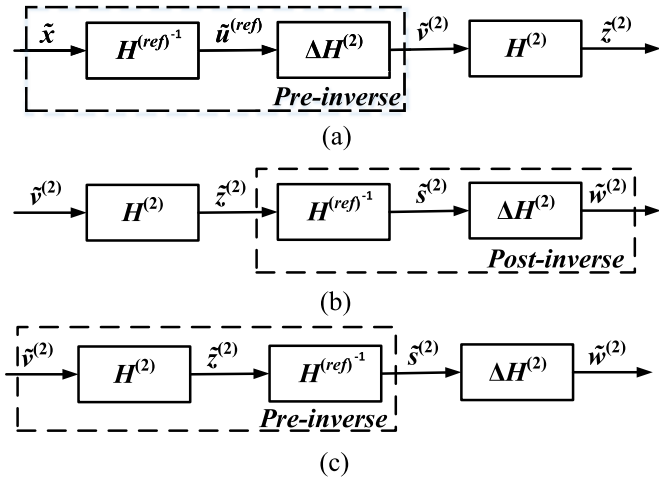 x̃ H⁽ʳᵉᶠ⁾⁻¹ ũ⁽ʳᵉᶠ⁾ ΔH⁽²⁾ ṽ⁽²⁾ H⁽²⁾ z̃⁽²⁾
Pre-inverse
(a)
ṽ⁽²⁾ H⁽²⁾ z̃⁽²⁾ H⁽ʳᵉᶠ⁾⁻¹ s̃⁽²⁾ ΔH⁽²⁾ w̃⁽²⁾
Post-inverse
(b)
ṽ⁽²⁾ H⁽²⁾ z̃⁽²⁾ H⁽ʳᵉᶠ⁾⁻¹ s̃⁽²⁾ ΔH⁽²⁾ w̃⁽²⁾
Pre-inverse
(c)